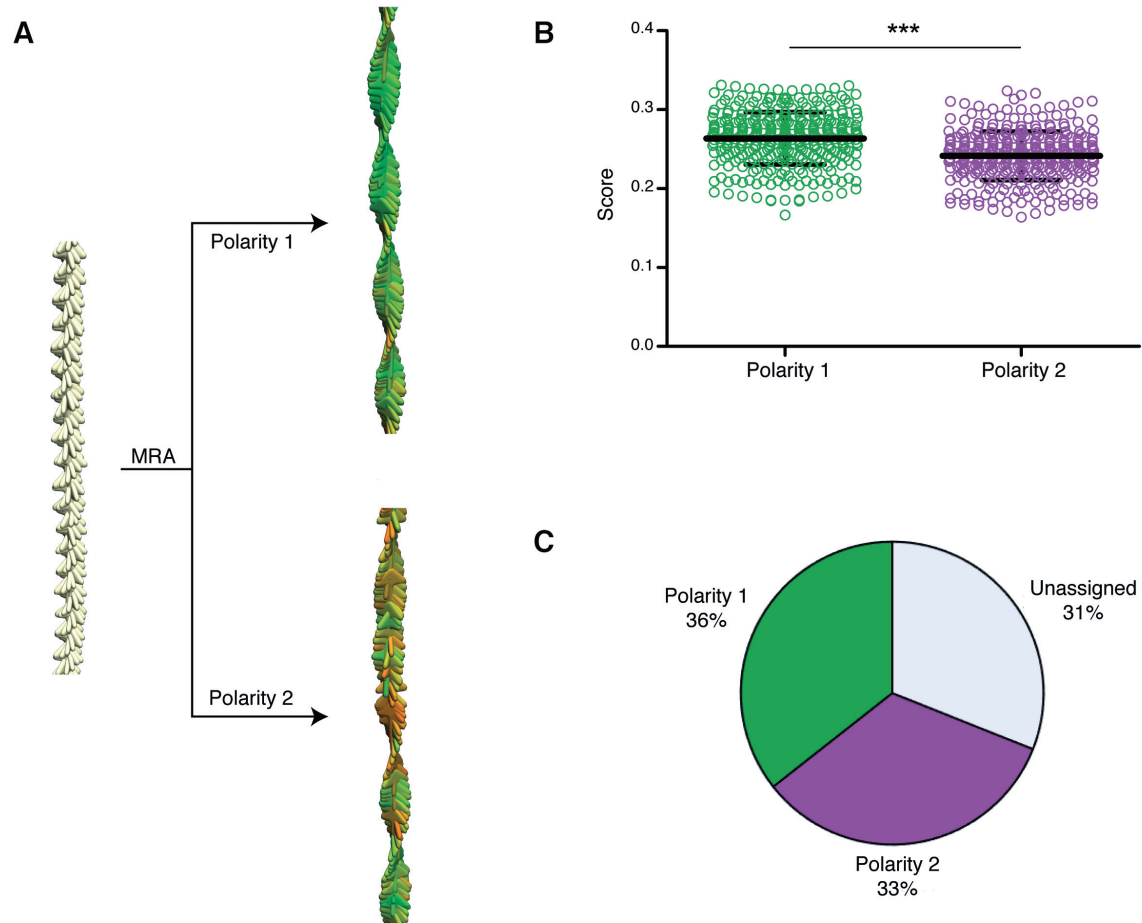 A
Polarity 1
MRA
Polarity 2
B
***
0.4
0.3
0.2
0.1
0.0
Score
Polarity 1
Polarity 2
C
Polarity 1
36%
Unassigned
31%
Polarity 2
33%